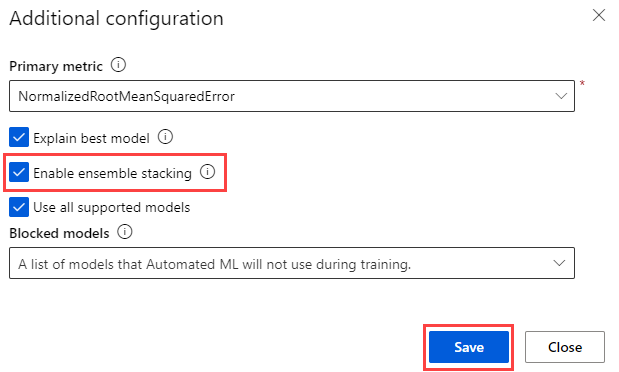 Additional configuration
Primary metric
NormalizedRootMeanSquaredError
*
Explain best model
Enable ensemble stacking
Use all supported models
Blocked models
A list of models that Automated ML will not use during training.
Save Close